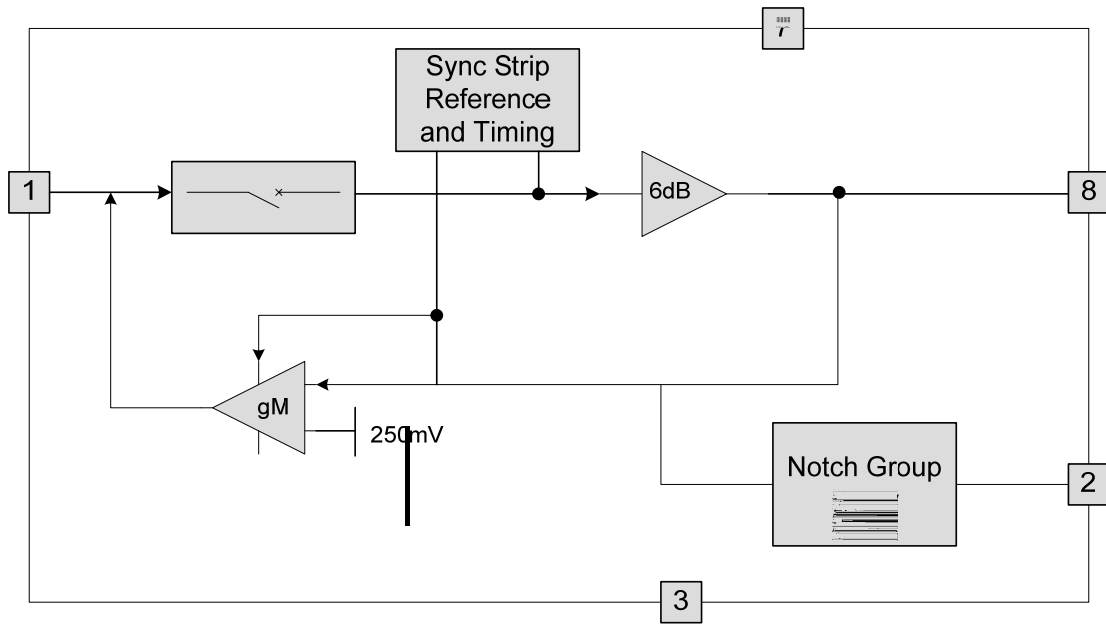 Sync Strip
Reference
and Timing
1
6dB
8
gM
250mV
Notch Group
2
3